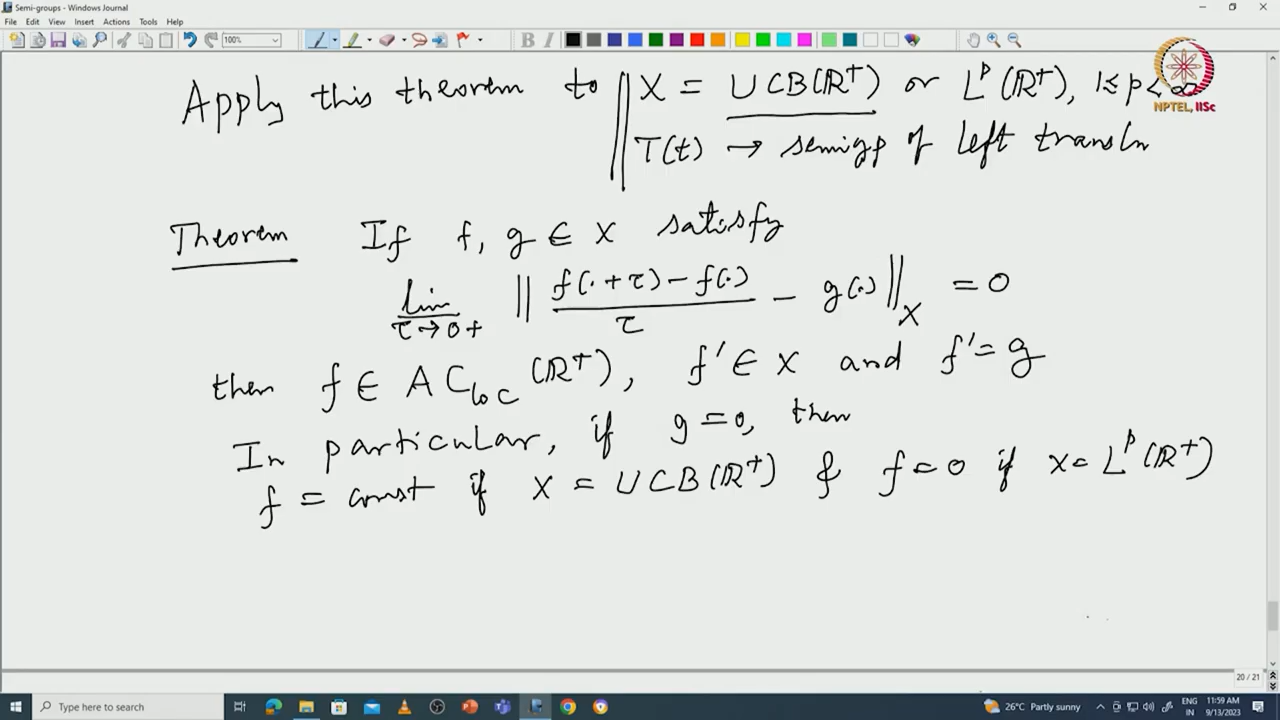 Semi-groups - Windows Journal
File Edit View Insert Actions Tools Help
100%
NPTEL, IISc
Apply this theorem to X = UCB(ℝ⁺) or Lᵖ(ℝ⁺), 1≤p<∞
T(t) → semigp of left transln
Theorem If f, g ∈ X satisfy
lim_{τ→0+} || (f(·+τ) − f(·))/τ − g(·) ||_X = 0
then f ∈ AC_loc (ℝ⁺), f′ ∈ X and f′ = g
In particular, if g = 0, then
f = const if X = UCB(ℝ⁺) & f = 0 if X = Lᵖ(ℝ⁺)
20 / 21
Type here to search
26°C Partly sunny
ENG
IN
11:59 AM
9/13/2023